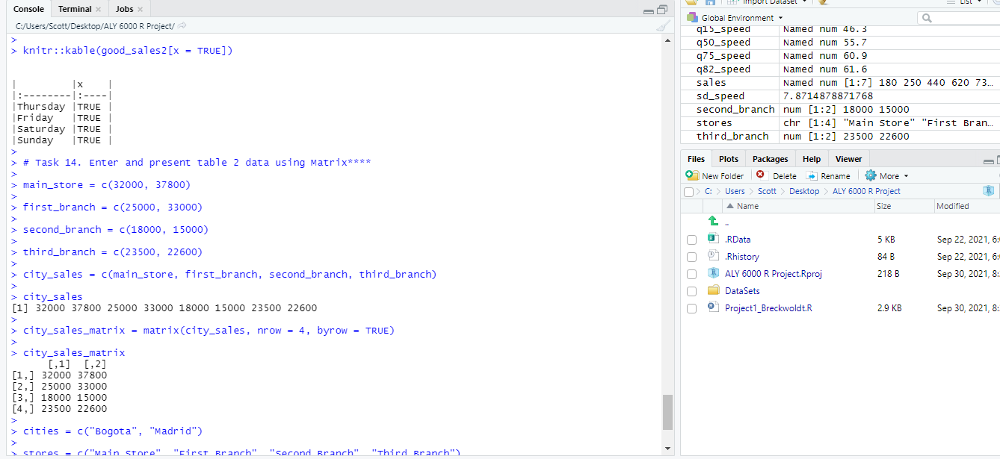 Console Terminal Jobs
C:/Users/Scott/Desktop/ALY 6000 R Project/
>
> knitr::kable(good_sales2[x = TRUE])
|         |x    |
|:--------|:----|
|Thursday |TRUE |
|Friday   |TRUE |
|Saturday |TRUE |
|Sunday   |TRUE |
>
> # Task 14. Enter and present table 2 data using Matrix****
>
> main_store = c(32000, 37800)
>
> first_branch = c(25000, 33000)
>
> second_branch = c(18000, 15000)
>
> third_branch = c(23500, 22600)
>
> city_sales = c(main_store, first_branch, second_branch, third_branch)
>
> city_sales
[1] 32000 37800 25000 33000 18000 15000 23500 22600
>
> city_sales_matrix = matrix(city_sales, nrow = 4, byrow = TRUE)
>
> city_sales_matrix
      [,1]  [,2]
[1,] 32000 37800
[2,] 25000 33000
[3,] 18000 15000
[4,] 23500 22600
>
> cities = c("Bogota", "Madrid")
>
> stores = c("Main Store", "First Branch", "Second Branch", "Third Branch")
Import Dataset List
Global Environment
q15_speed Named num 46.3
q50_speed Named num 55.7
q75_speed Named num 60.9
q82_speed Named num 61.6
sales Named num [1:7] 180 250 440 620 73…
sd_speed 7.8714878871768
second_branch num [1:2] 18000 15000
stores chr [1:4] "Main Store" "First Bran…
third_branch num [1:2] 23500 22600
Files Plots Packages Help Viewer
New Folder Delete Rename More
C: Users Scott Desktop ALY 6000 R Project
Name Size Modified
..
.RData 5 KB Sep 22, 2021, 6:
.Rhistory 84 B Sep 22, 2021, 6:
ALY 6000 R Project.Rproj 218 B Sep 30, 2021, 8:
DataSets
Project1_Breckwoldt.R 2.9 KB Sep 30, 2021, 8: